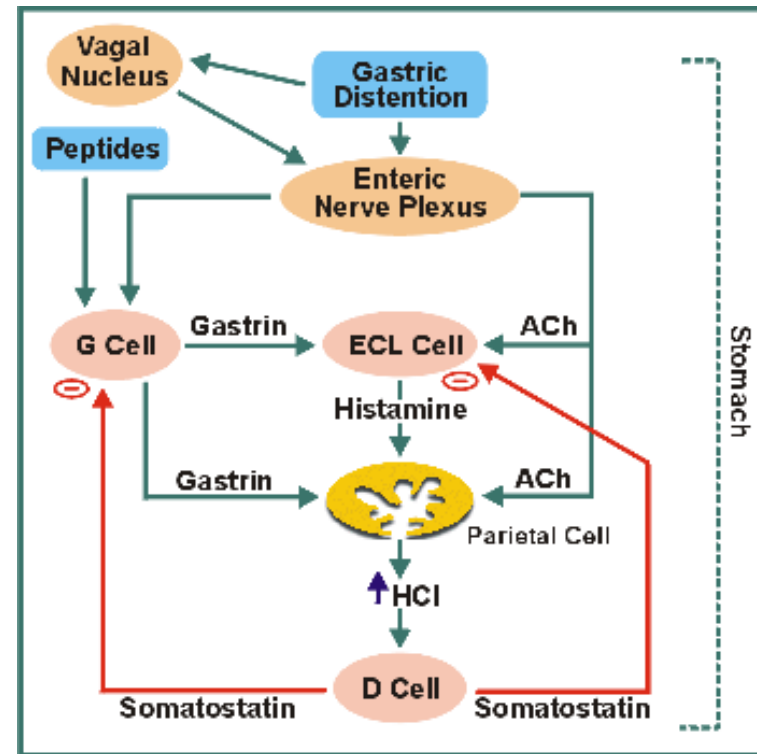 Vagal
Nucleus
Gastric
Distention
Peptides
Enteric
Nerve Plexus
G Cell
Gastrin
ECL Cell
ACh
Histamine
Gastrin
ACh
Parietal Cell
HCl
D Cell
Somatostatin
Somatostatin
Stomach